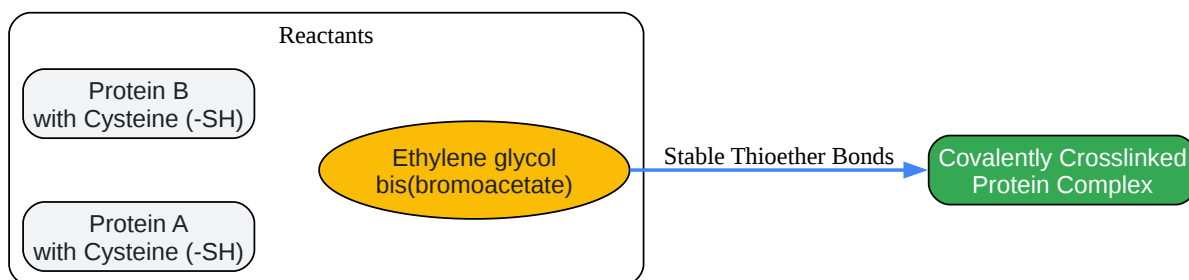 Reactants
Protein B
with Cysteine (-SH)
Ethylene glycol
bis(bromoacetate)
Stable Thioether Bonds
Covalently Crosslinked
Protein Complex
Protein A
with Cysteine (-SH)